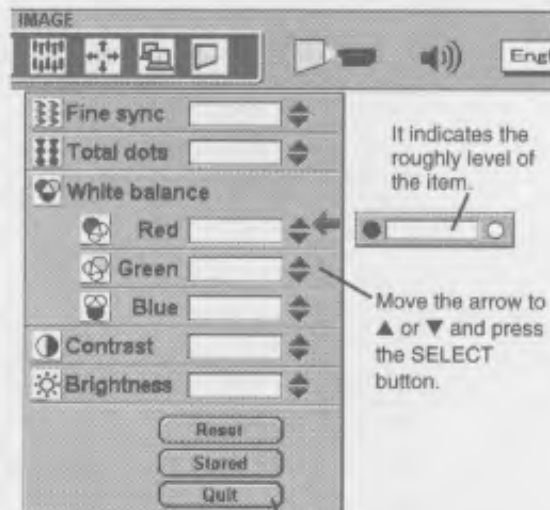 IMAGE
Engl
Fine sync
Total dots
White balance
Red
Green
Blue
Contrast
Brightness
Reset
Stored
Quit
It indicates the
roughly level of
the item.
Move the arrow to
▲ or ▼ and press
the SELECT
button.